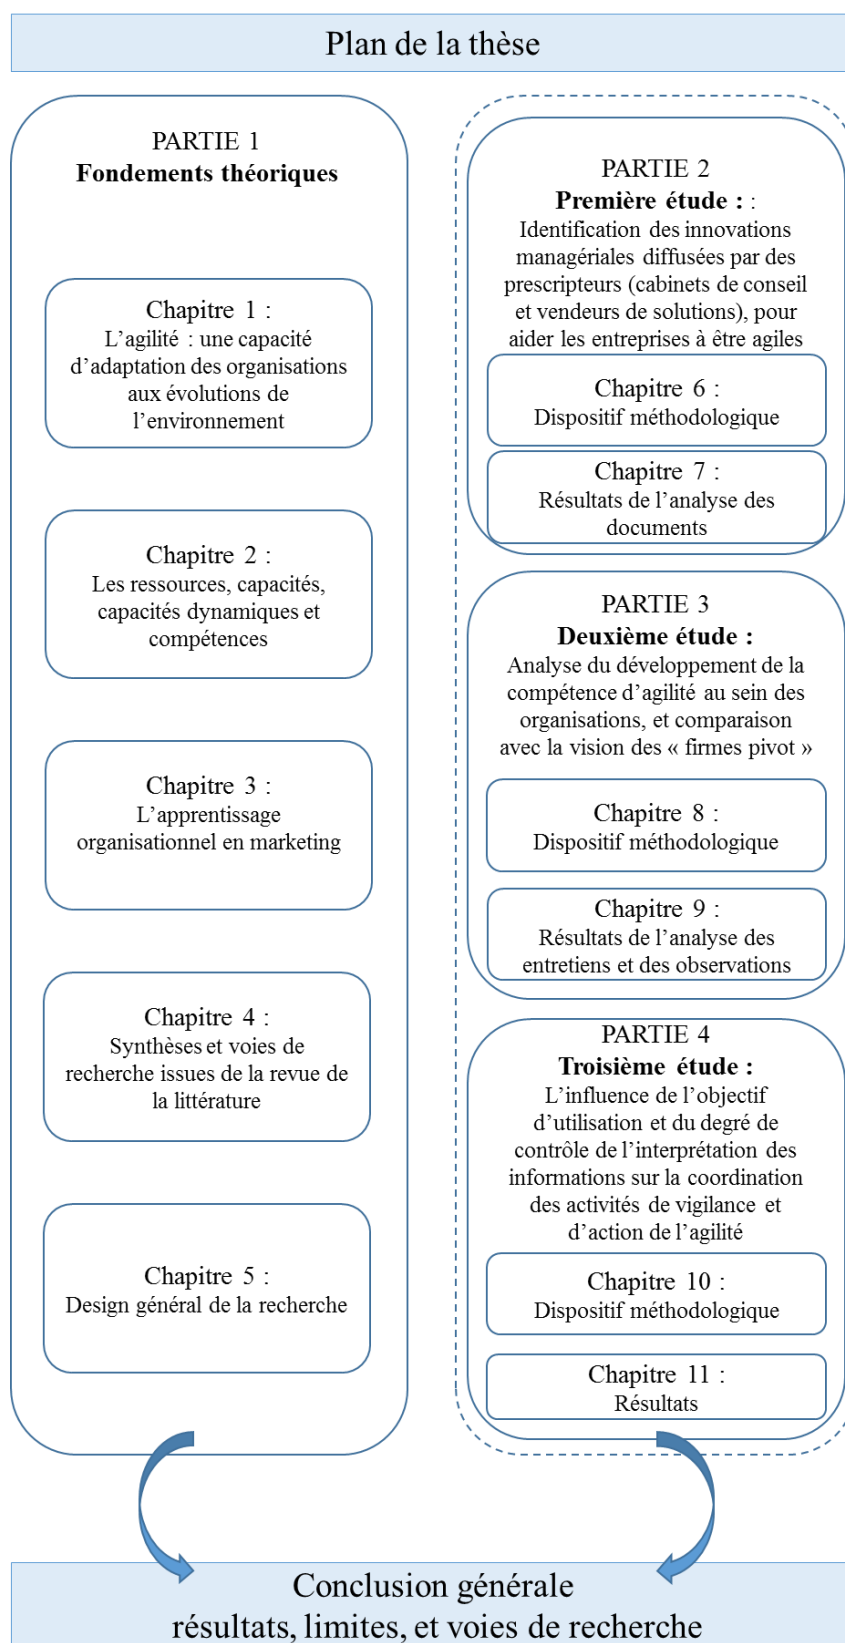 Plan de la thèse
PARTIE 1
Fondements théoriques
Chapitre 1 :
L’agilité : une capacité
d’adaptation des organisations
aux évolutions de
l’environnement
Chapitre 2 :
Les ressources, capacités,
capacités dynamiques et
compétences
Chapitre 3 :
L’apprentissage
organisationnel en marketing
Chapitre 4 :
Synthèses et voies de
recherche issues de la revue de
la littérature
Chapitre 5 :
Design général de la recherche
PARTIE 2
Première étude : :
Identification des innovations
managériales diffusées par des
prescripteurs (cabinets de conseil
et vendeurs de solutions), pour
aider les entreprises à être agiles
Chapitre 6 :
Dispositif méthodologique
Chapitre 7 :
Résultats de l’analyse des
documents
PARTIE 3
Deuxième étude :
Analyse du développement de la
compétence d’agilité au sein des
organisations, et comparaison
avec la vision des « firmes pivot »
Chapitre 8 :
Dispositif méthodologique
Chapitre 9 :
Résultats de l’analyse des
entretiens et des observations
PARTIE 4
Troisième étude :
L’influence de l’objectif
d’utilisation et du degré de
contrôle de l’interprétation des
informations sur la coordination
des activités de vigilance et
d’action de l’agilité
Chapitre 10 :
Dispositif méthodologique
Chapitre 11 :
Résultats
Conclusion générale
résultats, limites, et voies de recherche